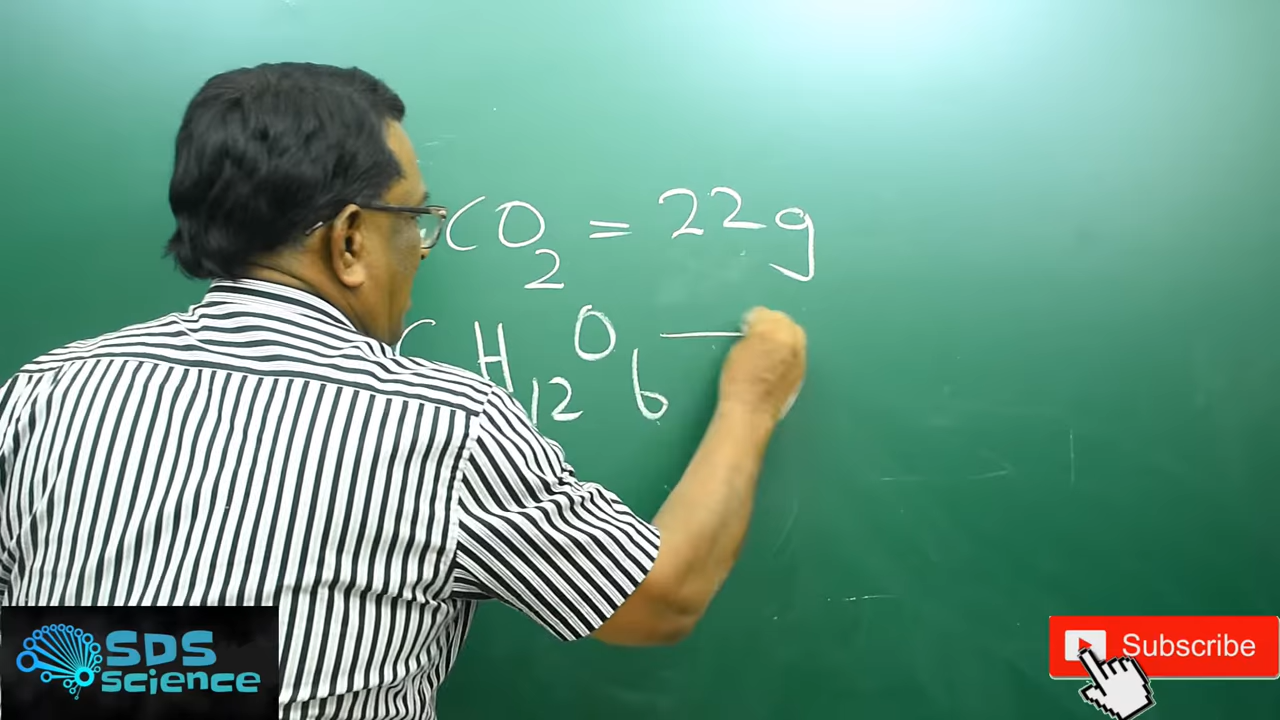 CO2 = 22g
C H12O6 —
SDS
science
Subscribe